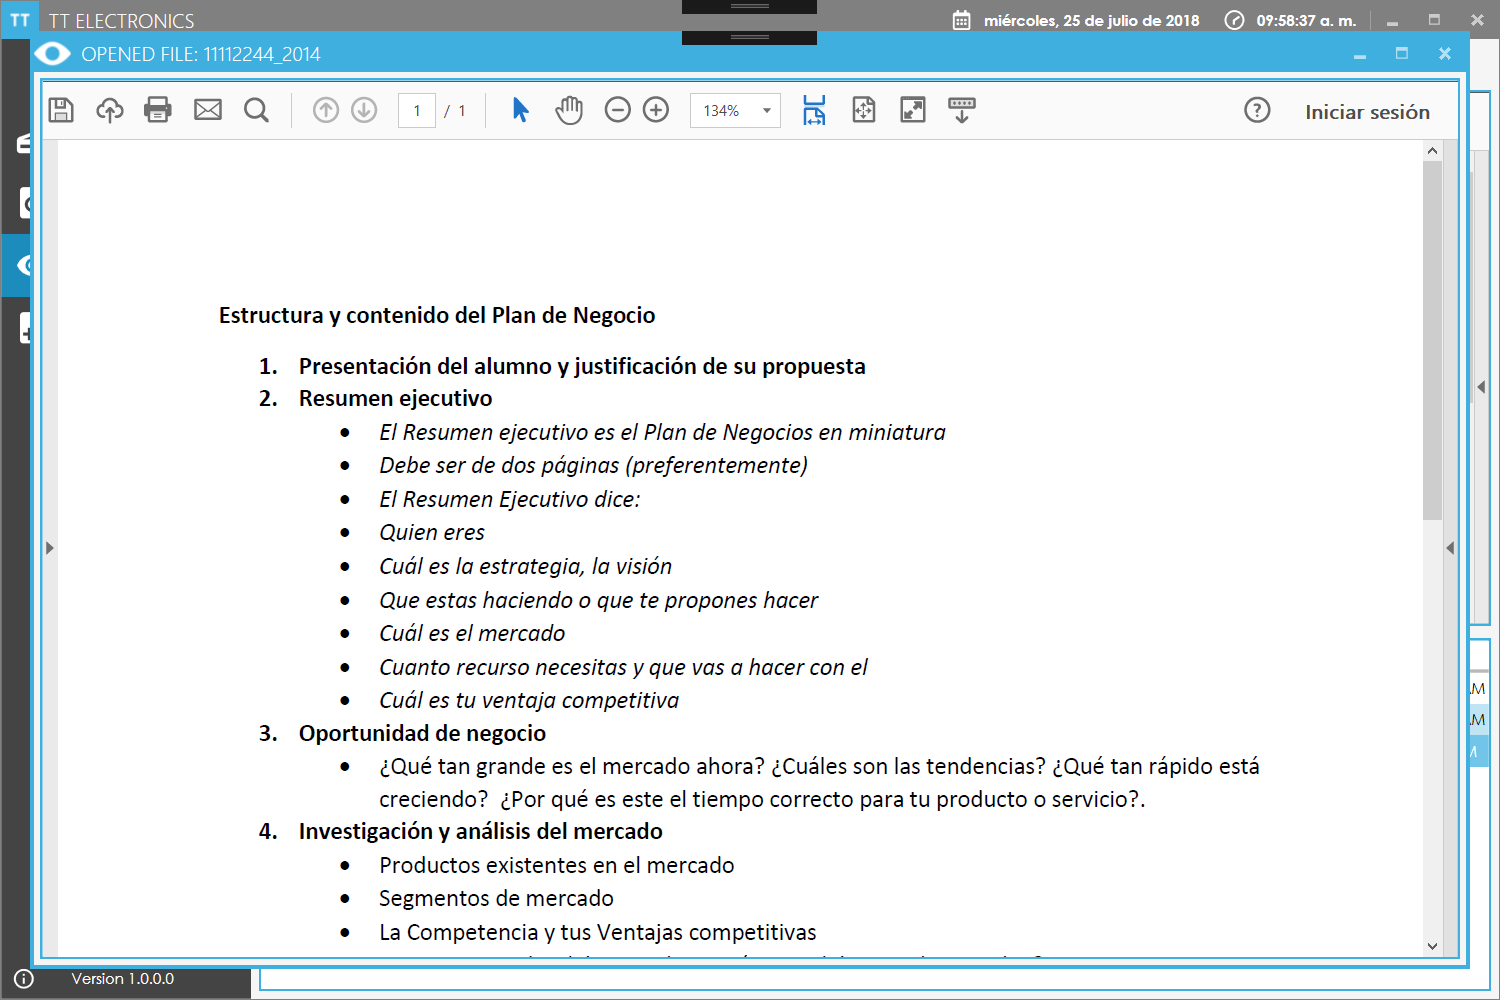 TT TT ELECTRONICS
miércoles, 25 de julio de 2018 09:58:37 a. m.
OPENED FILE: 11112244_2014
1 / 1
134%
Iniciar sesión
Estructura y contenido del Plan de Negocio
1. Presentación del alumno y justificación de su propuesta
2. Resumen ejecutivo
• El Resumen ejecutivo es el Plan de Negocios en miniatura
• Debe ser de dos páginas (preferentemente)
• El Resumen Ejecutivo dice:
• Quien eres
• Cuál es la estrategia, la visión
• Que estas haciendo o que te propones hacer
• Cuál es el mercado
• Cuanto recurso necesitas y que vas a hacer con el
• Cuál es tu ventaja competitiva
3. Oportunidad de negocio
• ¿Qué tan grande es el mercado ahora? ¿Cuáles son las tendencias? ¿Qué tan rápido está
creciendo?  ¿Por qué es este el tiempo correcto para tu producto o servicio?.
4. Investigación y análisis del mercado
• Productos existentes en el mercado
• Segmentos de mercado
• La Competencia y tus Ventajas competitivas
AM
AM
Version 1.0.0.0